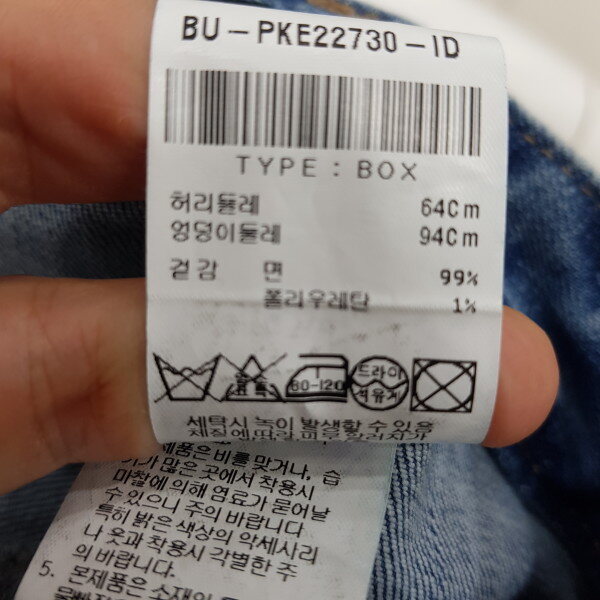 BU-PKE22730-ID
TYPE : BOX
허리둘레 64Cm
엉덩이둘레 94Cm
겉감 면 99%
폴리우레탄 1%
80-120
드라이
석유계
세탁시 녹이 발생할 수 있음
제품은 비를 맞거나, 습
기가 많은 곳에서 착용시
마찰에 의해 염료가 묻어날
수 있으니 주의 바랍니다
특히 밝은 색상의 악세사리
나 옷과 착용시 각별한 주
의 바랍니다.
5. 본제품은 소재의